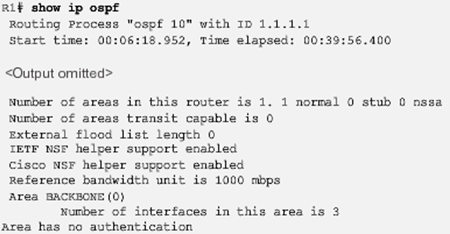 R1# show ip ospf
Routing Process "ospf 10" with ID 1.1.1.1
Start time: 00:06:18.952, Time elapsed: 00:39:56.400
<Output omitted>
Number of areas in this router is 1. 1 normal 0 stub 0 nssa
Number of areas transit capable is 0
External flood list length 0
IETF NSF helper support enabled
Cisco NSF helper support enabled
Reference bandwidth unit is 1000 mbps
Area BACKBONE(0)
Number of interfaces in this area is 3
Area has no authentication